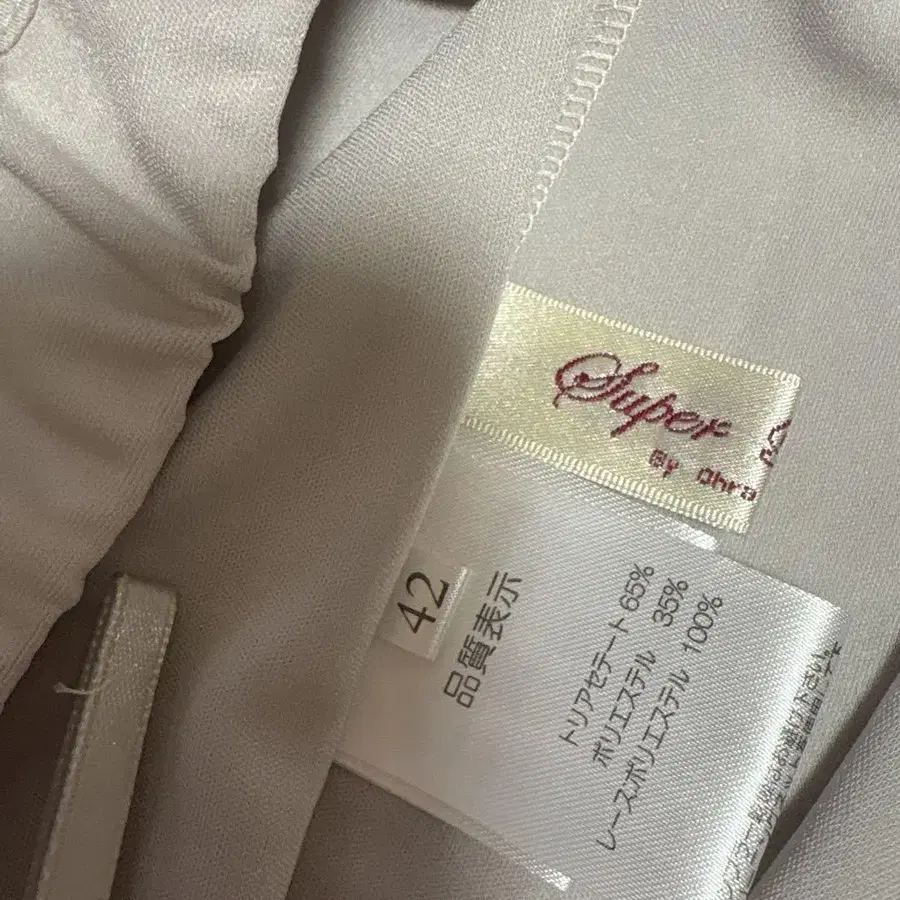 Super
By Ohra
42
品質表示
トリアセテート 65%
ポリエステル 35%
レースポリエステル 100%